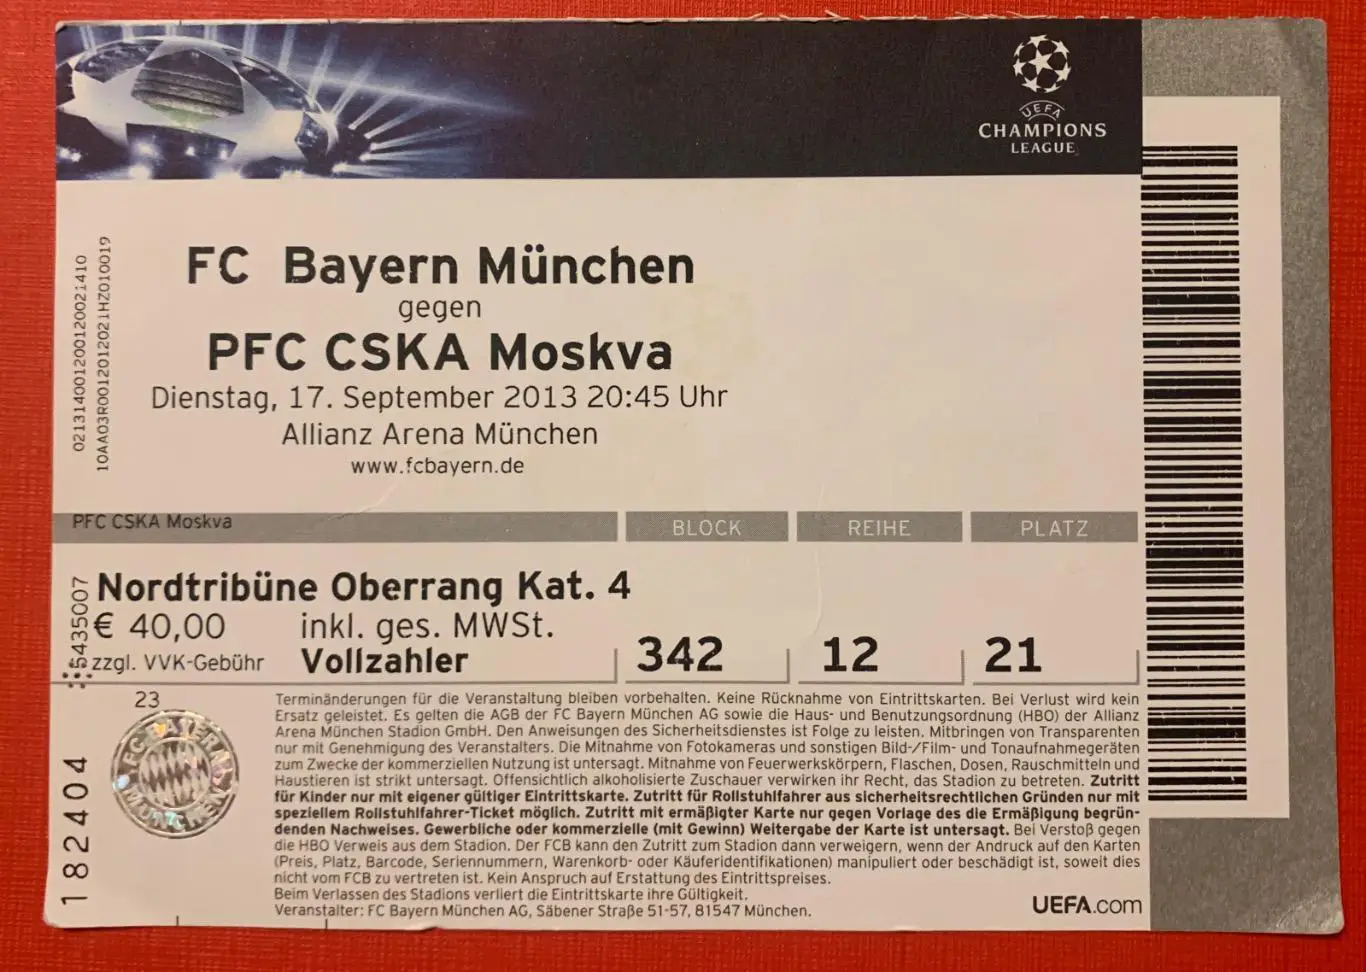 UEFA
CHAMPIONS
LEAGUE
FC Bayern München
gegen
PFC CSKA Moskva
Dienstag, 17. September 2013 20:45 Uhr
Allianz Arena München
www.fcbayern.de
021314001200120021410
10AA03R0012012021HZ010019
PFC CSKA Moskva
BLOCK
REIHE
PLATZ
Nordtribüne Oberrang Kat. 4
€ 40,00 inkl. ges. MWSt.
zzgl. VVK-Gebühr Vollzahler
342
12
21
5435007
182404
23
FC BAYERN
MÜNCHEN
Terminänderungen für die Veranstaltung bleiben vorbehalten. Keine Rücknahme von Eintrittskarten. Bei Verlust wird kein
Ersatz geleistet. Es gelten die AGB der FC Bayern München AG sowie die Haus- und Benutzungsordnung (HBO) der Allianz
Arena München Stadion GmbH. Den Anweisungen des Sicherheitsdienstes ist Folge zu leisten. Mitbringen von Transparenten
nur mit Genehmigung des Veranstalters. Die Mitnahme von Fotokameras und sonstigen Bild-/Film- und Tonaufnahmegeräten
zum Zwecke der kommerziellen Nutzung ist untersagt. Mitnahme von Feuerwerkskörpern, Flaschen, Dosen, Rauschmitteln und
Haustieren ist strikt untersagt. Offensichtlich alkoholisierte Zuschauer verwirken ihr Recht, das Stadion zu betreten. Zutritt
für Kinder nur mit eigener gültiger Eintrittskarte. Zutritt für Rollstuhlfahrer aus sicherheitsrechtlichen Gründen nur mit
speziellem Rollstuhlfahrer-Ticket möglich. Zutritt mit ermäßigter Karte nur gegen Vorlage des die Ermäßigung begrün-
denden Nachweises. Gewerbliche oder kommerzielle (mit Gewinn) Weitergabe der Karte ist untersagt. Bei Verstoß gegen
die HBO Verweis aus dem Stadion. Der FCB kann den Zutritt zum Stadion dann verweigern, wenn der Andruck auf den Karten
(Preis, Platz, Barcode, Seriennummern, Warenkorb- oder Käuferidentifikationen) manipuliert oder beschädigt ist, soweit dies
nicht vom FCB zu vertreten ist. Kein Anspruch auf Erstattung des Eintrittspreises.
Beim Verlassen des Stadions verliert die Eintrittskarte ihre Gültigkeit.
Veranstalter: FC Bayern München AG, Säbener Straße 51-57, 81547 München.
UEFA.com